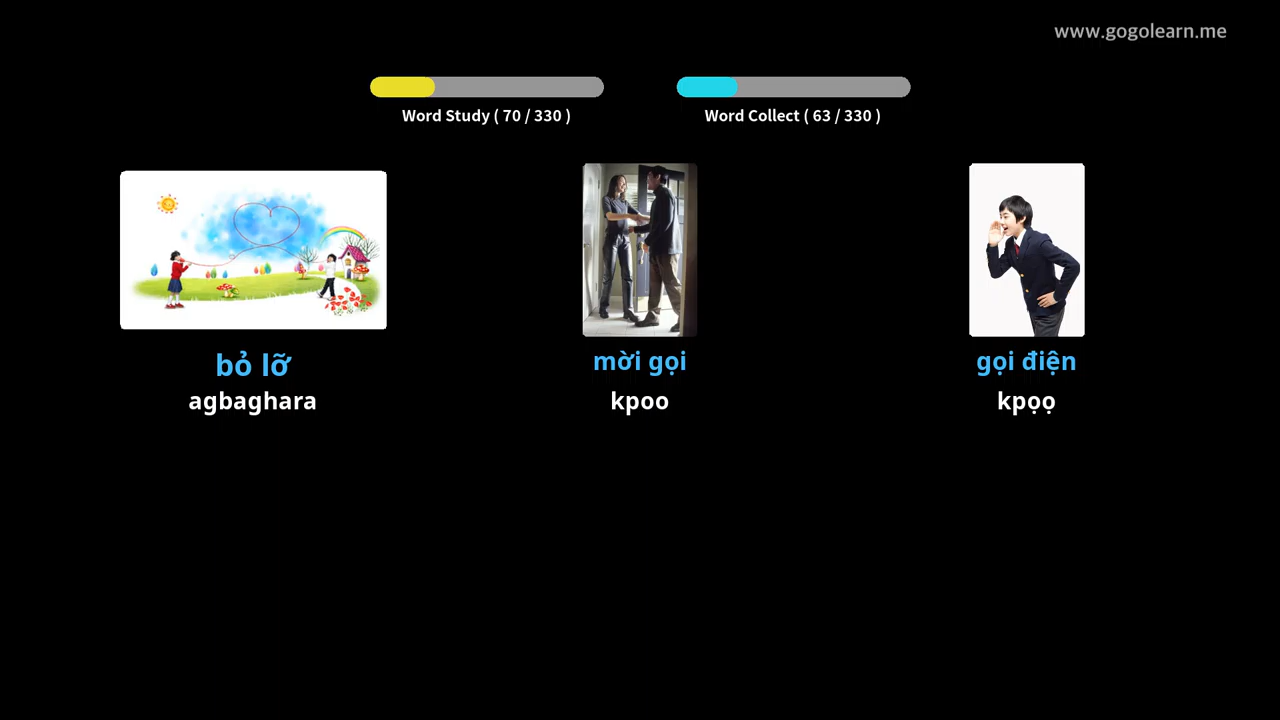 www.gogolearn.me
Word Study ( 70 / 330 )
Word Collect ( 63 / 330 )
bỏ lỡ
agbaghara
mời gọi
kpoo
gọi điện
kpọọ